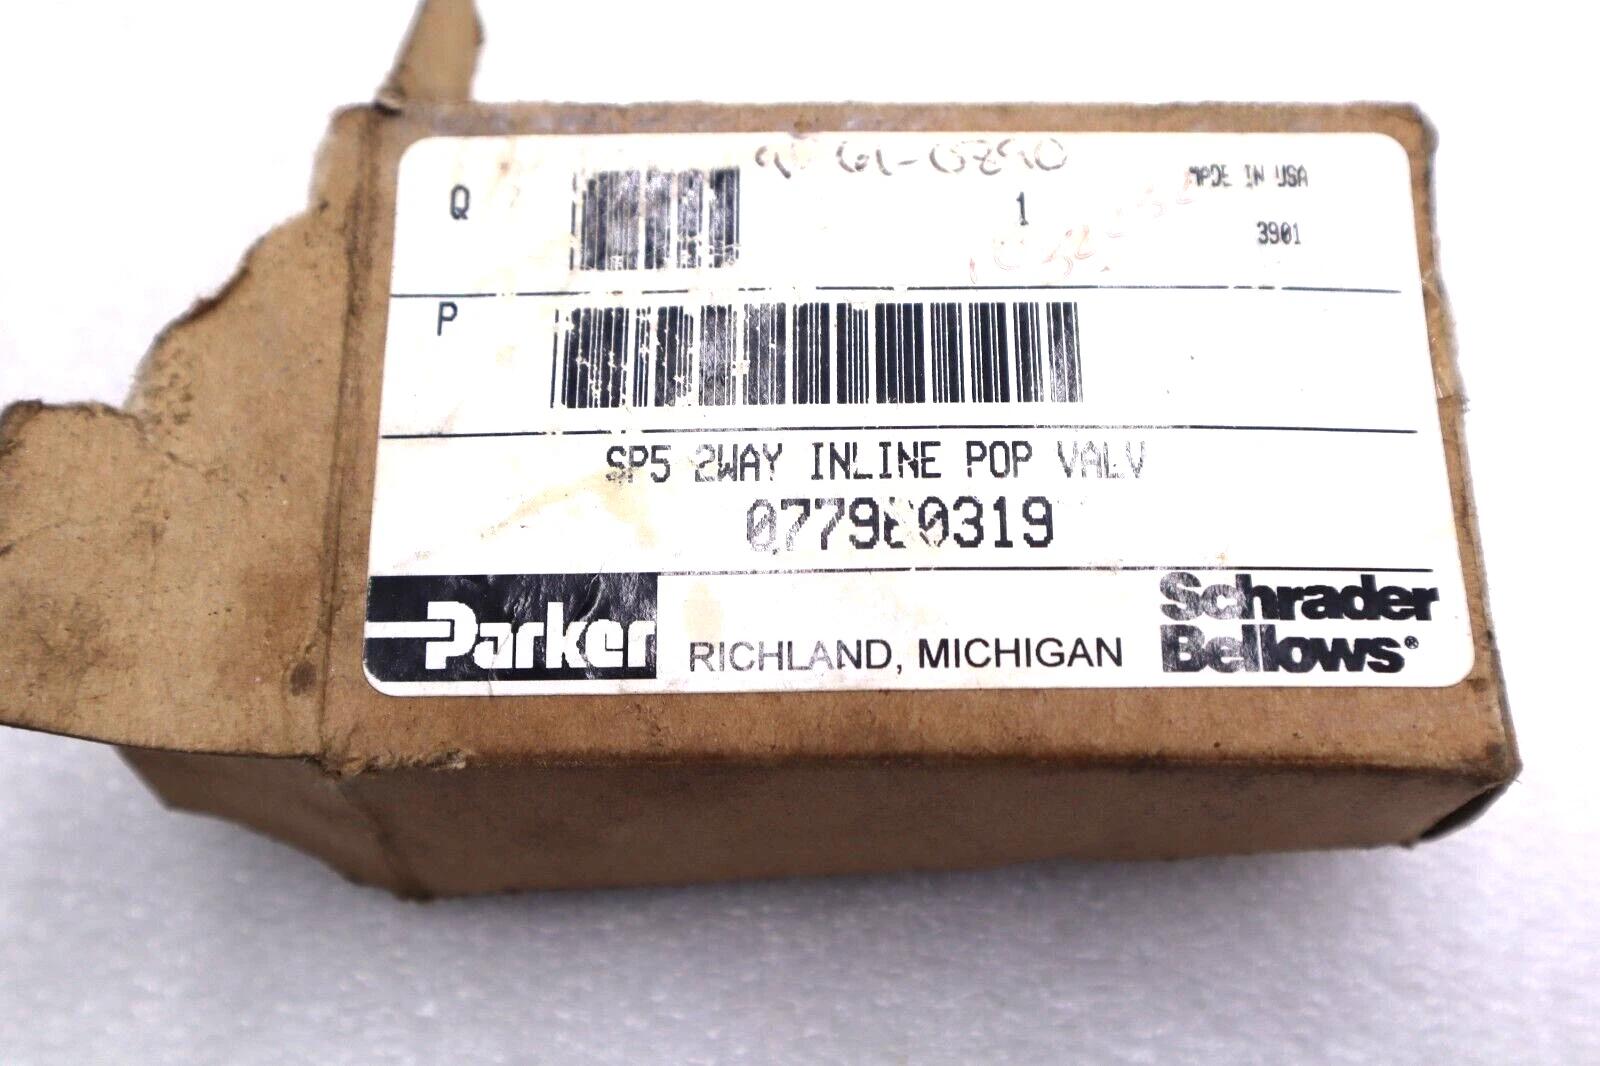 Q
1
MADE IN USA
3901
P
SP5 2WAY INLINE POP VALV
077980319
Parker
RICHLAND, MICHIGAN
Schrader
Bellows®